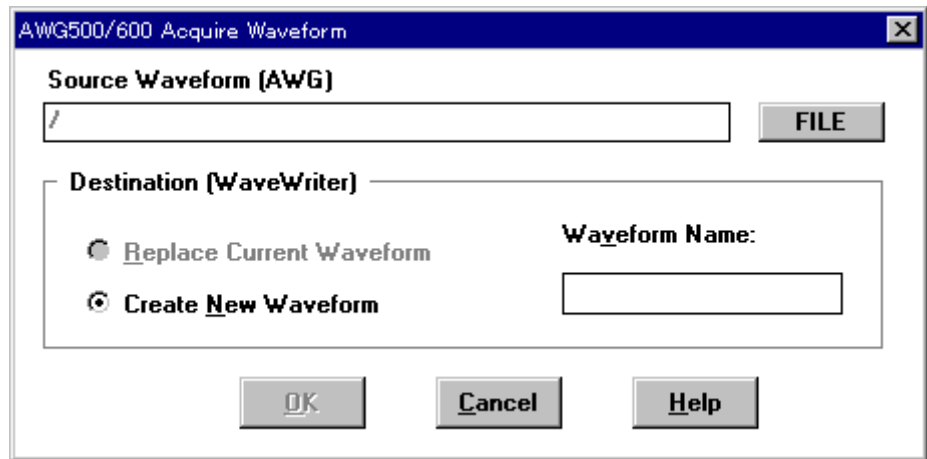 AWG500/600 Acquire Waveform
Source Waveform (AWG)
/
FILE
Destination (WaveWriter)
Replace Current Waveform
Waveform Name:
Create New Waveform
OK Cancel Help